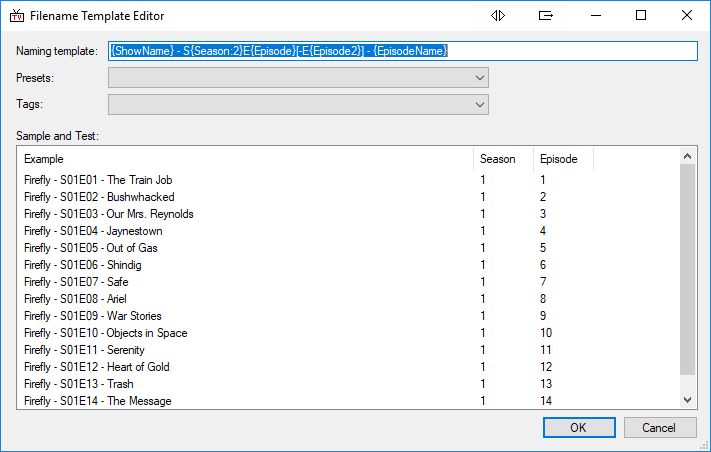 TV Filename Template Editor
Naming template: {ShowName} - S{Season:2}E{Episode}[-E{Episode2}] - {EpisodeName}
Presets:
Tags:
Sample and Test:
Example Season Episode
Firefly - S01E01 - The Train Job 1 1
Firefly - S01E02 - Bushwhacked 1 2
Firefly - S01E03 - Our Mrs. Reynolds 1 3
Firefly - S01E04 - Jaynestown 1 4
Firefly - S01E05 - Out of Gas 1 5
Firefly - S01E06 - Shindig 1 6
Firefly - S01E07 - Safe 1 7
Firefly - S01E08 - Ariel 1 8
Firefly - S01E09 - War Stories 1 9
Firefly - S01E10 - Objects in Space 1 10
Firefly - S01E11 - Serenity 1 11
Firefly - S01E12 - Heart of Gold 1 12
Firefly - S01E13 - Trash 1 13
Firefly - S01E14 - The Message 1 14
OK Cancel